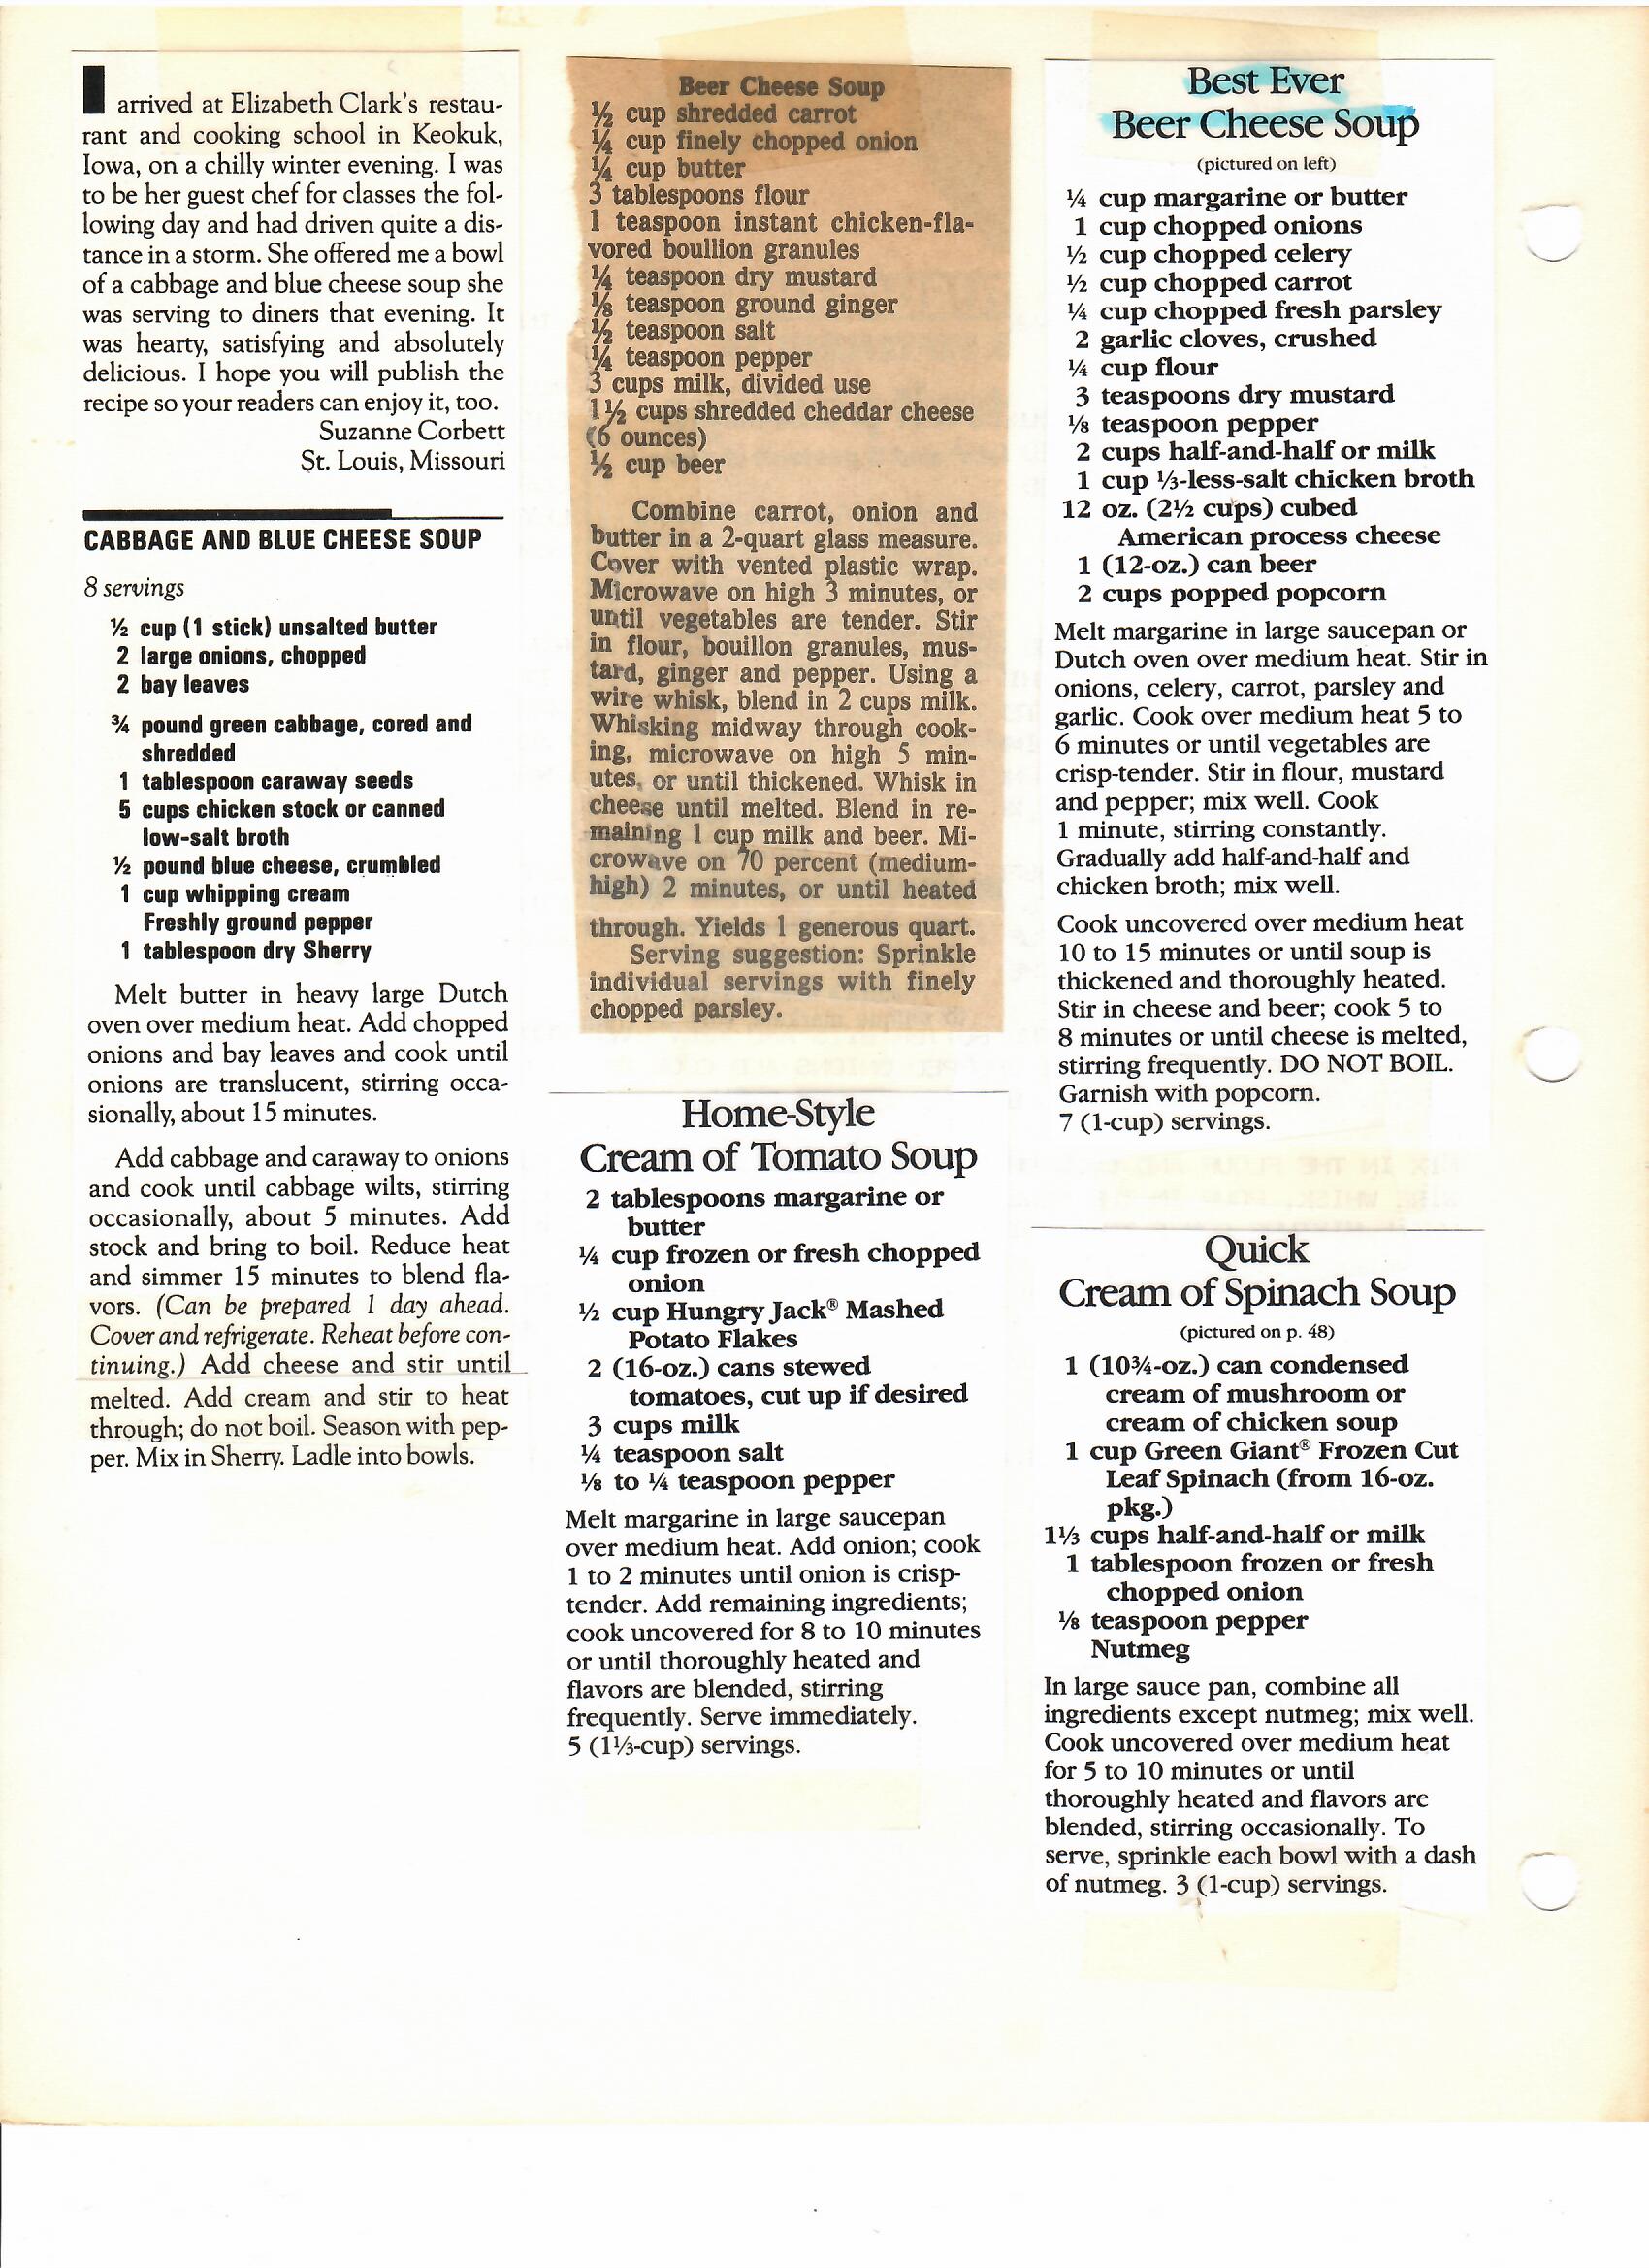 I arrived at Elizabeth Clark's restau-
rant and cooking school in Keokuk,
Iowa, on a chilly winter evening. I was
to be her guest chef for classes the fol-
lowing day and had driven quite a dis-
tance in a storm. She offered me a bowl
of a cabbage and blue cheese soup she
was serving to diners that evening. It
was hearty, satisfying and absolutely
delicious. I hope you will publish the
recipe so your readers can enjoy it, too.
Suzanne Corbett
St. Louis, Missouri
CABBAGE AND BLUE CHEESE SOUP
8 servings
½ cup (1 stick) unsalted butter
2 large onions, chopped
2 bay leaves
¾ pound green cabbage, cored and
shredded
1 tablespoon caraway seeds
5 cups chicken stock or canned
low-salt broth
½ pound blue cheese, crumbled
1 cup whipping cream
Freshly ground pepper
1 tablespoon dry Sherry
Melt butter in heavy large Dutch
oven over medium heat. Add chopped
onions and bay leaves and cook until
onions are translucent, stirring occa-
sionally, about 15 minutes.
Add cabbage and caraway to onions
and cook until cabbage wilts, stirring
occasionally, about 5 minutes. Add
stock and bring to boil. Reduce heat
and simmer 15 minutes to blend fla-
vors. (Can be prepared 1 day ahead.
Cover and refrigerate. Reheat before con-
tinuing.) Add cheese and stir until
melted. Add cream and stir to heat
through; do not boil. Season with pep-
per. Mix in Sherry. Ladle into bowls.
Beer Cheese Soup
½ cup shredded carrot
¼ cup finely chopped onion
¼ cup butter
3 tablespoons flour
1 teaspoon instant chicken-fla-
vored boullion granules
¼ teaspoon dry mustard
⅛ teaspoon ground ginger
½ teaspoon salt
¼ teaspoon pepper
3 cups milk, divided use
1½ cups shredded cheddar cheese
(6 ounces)
½ cup beer
Combine carrot, onion and
butter in a 2-quart glass measure.
Cover with vented plastic wrap.
Microwave on high 3 minutes, or
until vegetables are tender. Stir
in flour, bouillon granules, mus-
tard, ginger and pepper. Using a
wire whisk, blend in 2 cups milk.
Whisking midway through cook-
ing, microwave on high 5 min-
utes, or until thickened. Whisk in
cheese until melted. Blend in re-
maining 1 cup milk and beer. Mi-
crowave on 70 percent (medium-
high) 2 minutes, or until heated
through. Yields 1 generous quart.
Serving suggestion: Sprinkle
individual servings with finely
chopped parsley.
Home-Style
Cream of Tomato Soup
2 tablespoons margarine or
butter
¼ cup frozen or fresh chopped
onion
½ cup Hungry Jack® Mashed
Potato Flakes
2 (16-oz.) cans stewed
tomatoes, cut up if desired
3 cups milk
¼ teaspoon salt
⅛ to ¼ teaspoon pepper
Melt margarine in large saucepan
over medium heat. Add onion; cook
1 to 2 minutes until onion is crisp-
tender. Add remaining ingredients;
cook uncovered for 8 to 10 minutes
or until thoroughly heated and
flavors are blended, stirring
frequently. Serve immediately.
5 (1⅓-cup) servings.
Best Ever
Beer Cheese Soup
(pictured on left)
¼ cup margarine or butter
1 cup chopped onions
½ cup chopped celery
½ cup chopped carrot
¼ cup chopped fresh parsley
2 garlic cloves, crushed
¼ cup flour
3 teaspoons dry mustard
⅛ teaspoon pepper
2 cups half-and-half or milk
1 cup ⅓-less-salt chicken broth
12 oz. (2½ cups) cubed
American process cheese
1 (12-oz.) can beer
2 cups popped popcorn
Melt margarine in large saucepan or
Dutch oven over medium heat. Stir in
onions, celery, carrot, parsley and
garlic. Cook over medium heat 5 to
6 minutes or until vegetables are
crisp-tender. Stir in flour, mustard
and pepper; mix well. Cook
1 minute, stirring constantly.
Gradually add half-and-half and
chicken broth; mix well.
Cook uncovered over medium heat
10 to 15 minutes or until soup is
thickened and thoroughly heated.
Stir in cheese and beer; cook 5 to
8 minutes or until cheese is melted,
stirring frequently. DO NOT BOIL.
Garnish with popcorn.
7 (1-cup) servings.
Quick
Cream of Spinach Soup
(pictured on p. 48)
1 (10¾-oz.) can condensed
cream of mushroom or
cream of chicken soup
1 cup Green Giant® Frozen Cut
Leaf Spinach (from 16-oz.
pkg.)
1⅓ cups half-and-half or milk
1 tablespoon frozen or fresh
chopped onion
⅛ teaspoon pepper
Nutmeg
In large sauce pan, combine all
ingredients except nutmeg; mix well.
Cook uncovered over medium heat
for 5 to 10 minutes or until
thoroughly heated and flavors are
blended, stirring occasionally. To
serve, sprinkle each bowl with a dash
of nutmeg. 3 (1-cup) servings.